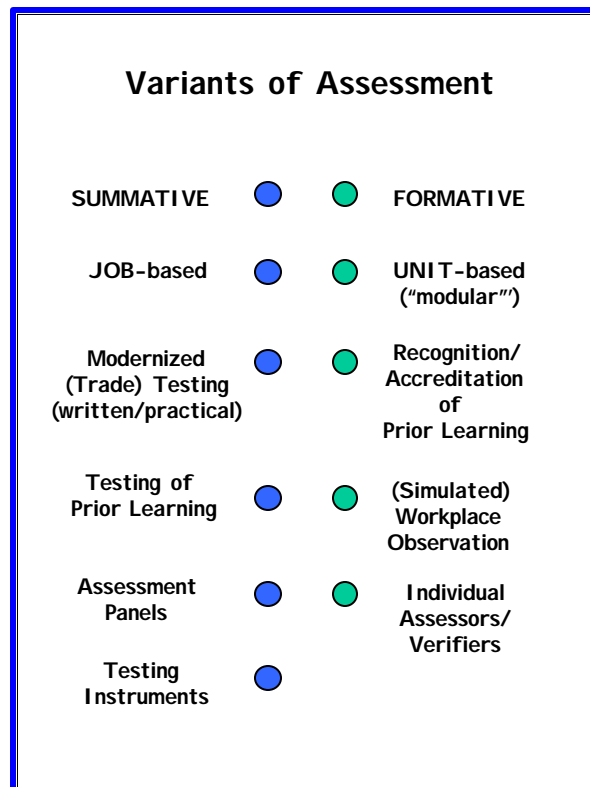 Variants of Assessment
SUMMATIVE
FORMATIVE
JOB-based
UNIT-based
("modular"')
Modernized
(Trade) Testing
(written/practical)
Recognition/
Accreditation
of
Prior Learning
Testing of
Prior Learning
(Simulated)
Workplace
Observation
Assessment
Panels
Individual
Assessors/
Verifiers
Testing
Instruments